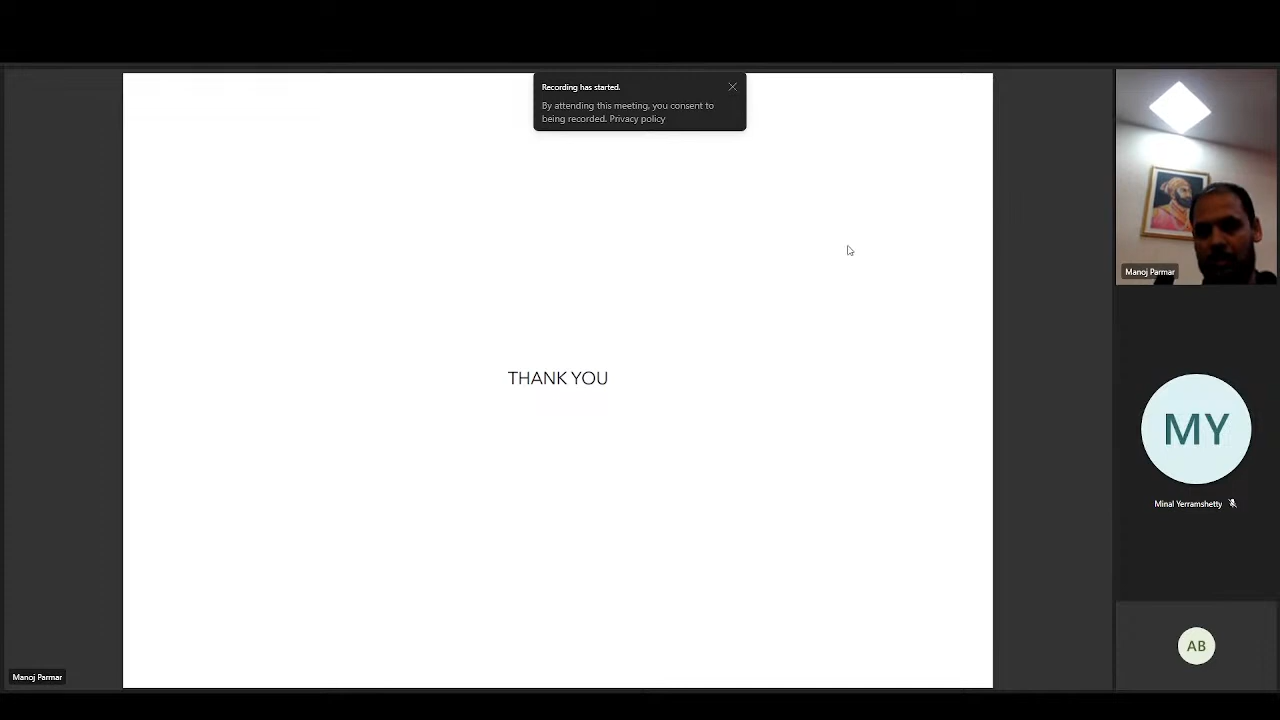 Recording has started.
By attending this meeting, you consent to
being recorded. Privacy policy
THANK YOU
Manoj Parmar
MY
Minal Yerramshetty
AB
Manoj Parmar